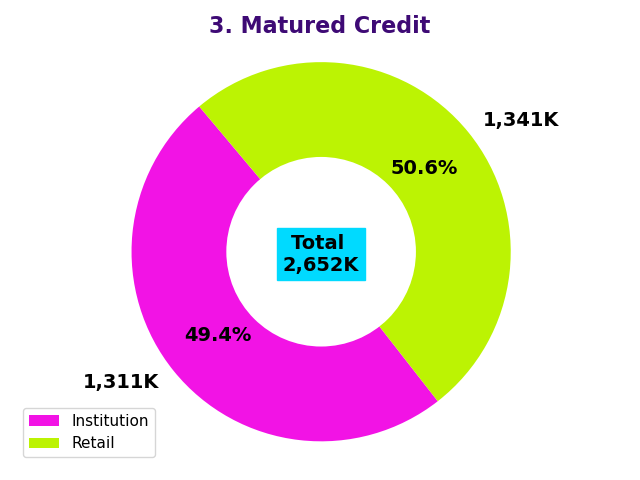 3. Matured Credit
1,341K
50.6%
Total
2,652K
49.4%
1,311K
Institution
Retail